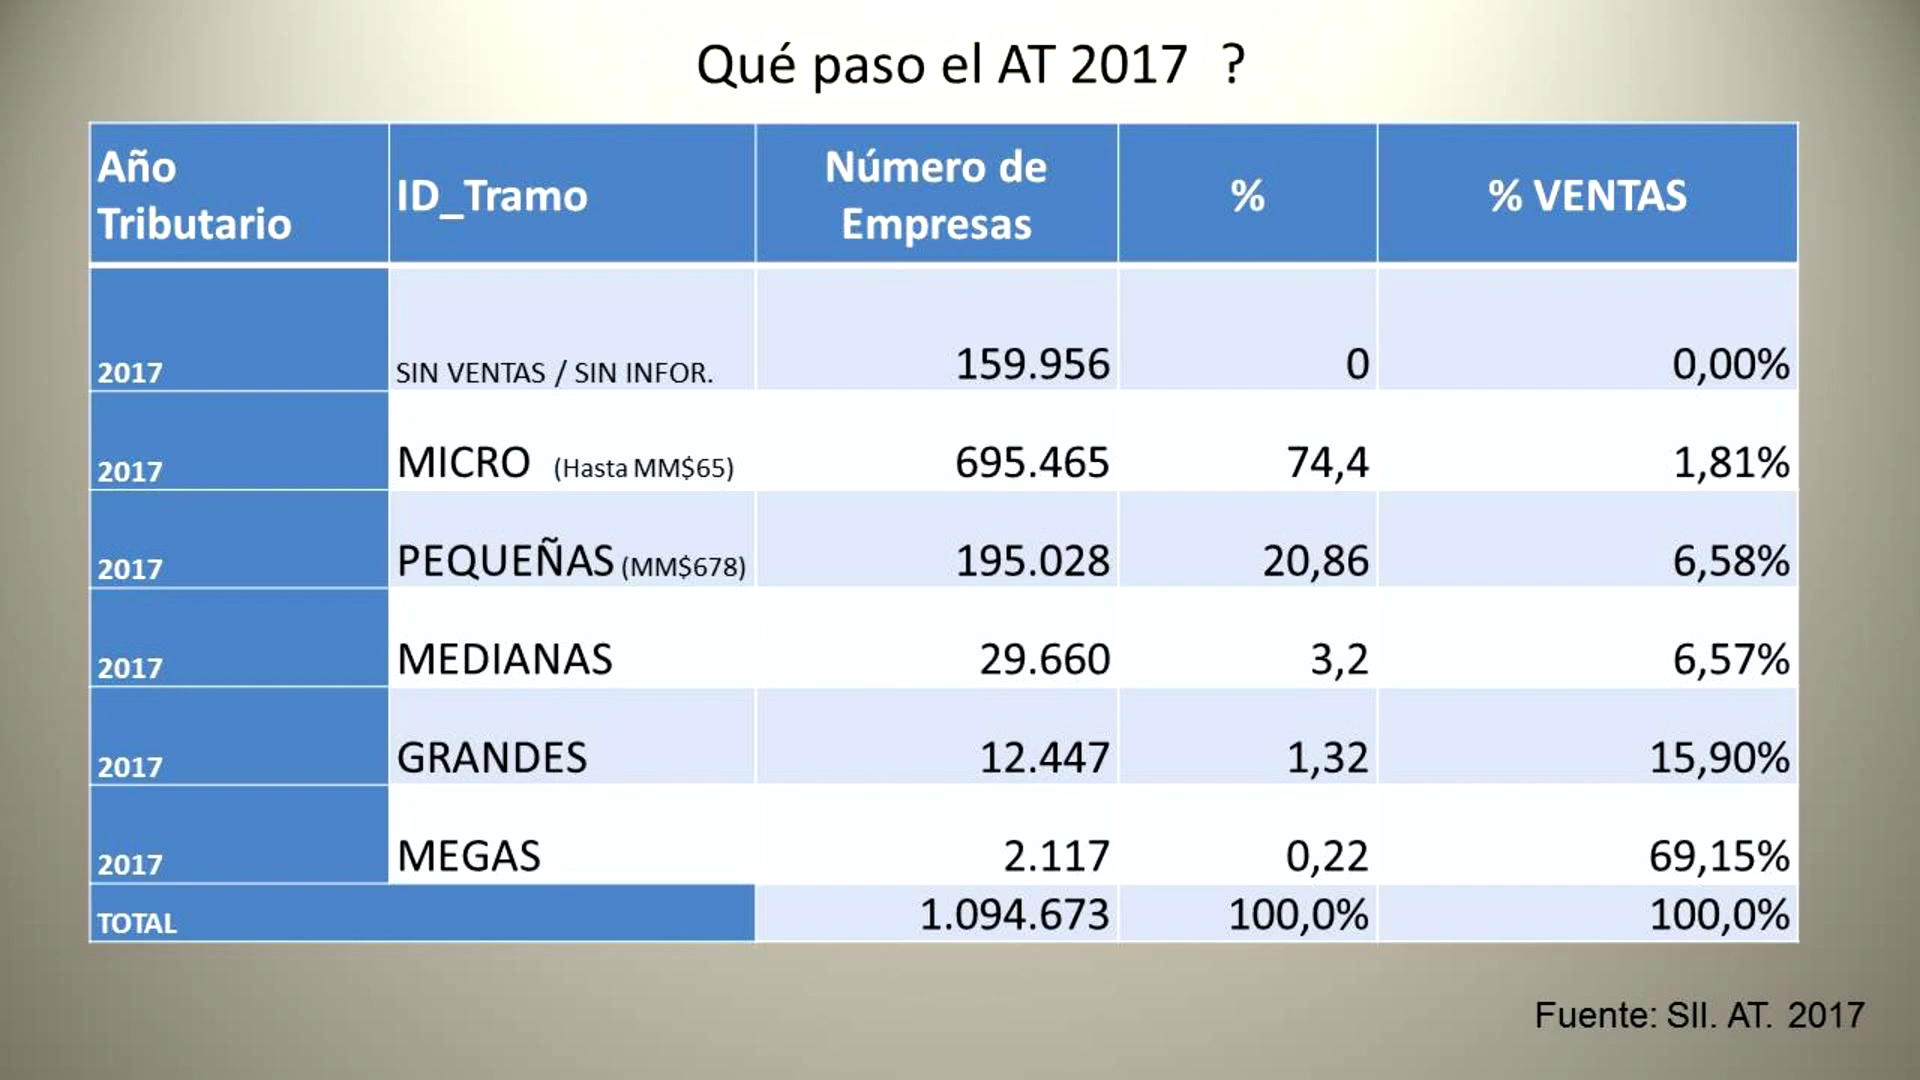 Qué paso el AT 2017 ?
Año Tributario ID_Tramo Número de Empresas % % VENTAS
2017 SIN VENTAS / SIN INFOR. 159.956 0 0,00%
2017 MICRO (Hasta MM$65) 695.465 74,4 1,81%
2017 PEQUEÑAS (MM$678) 195.028 20,86 6,58%
2017 MEDIANAS 29.660 3,2 6,57%
2017 GRANDES 12.447 1,32 15,90%
2017 MEGAS 2.117 0,22 69,15%
TOTAL 1.094.673 100,0% 100,0%
Fuente: SII. AT. 2017